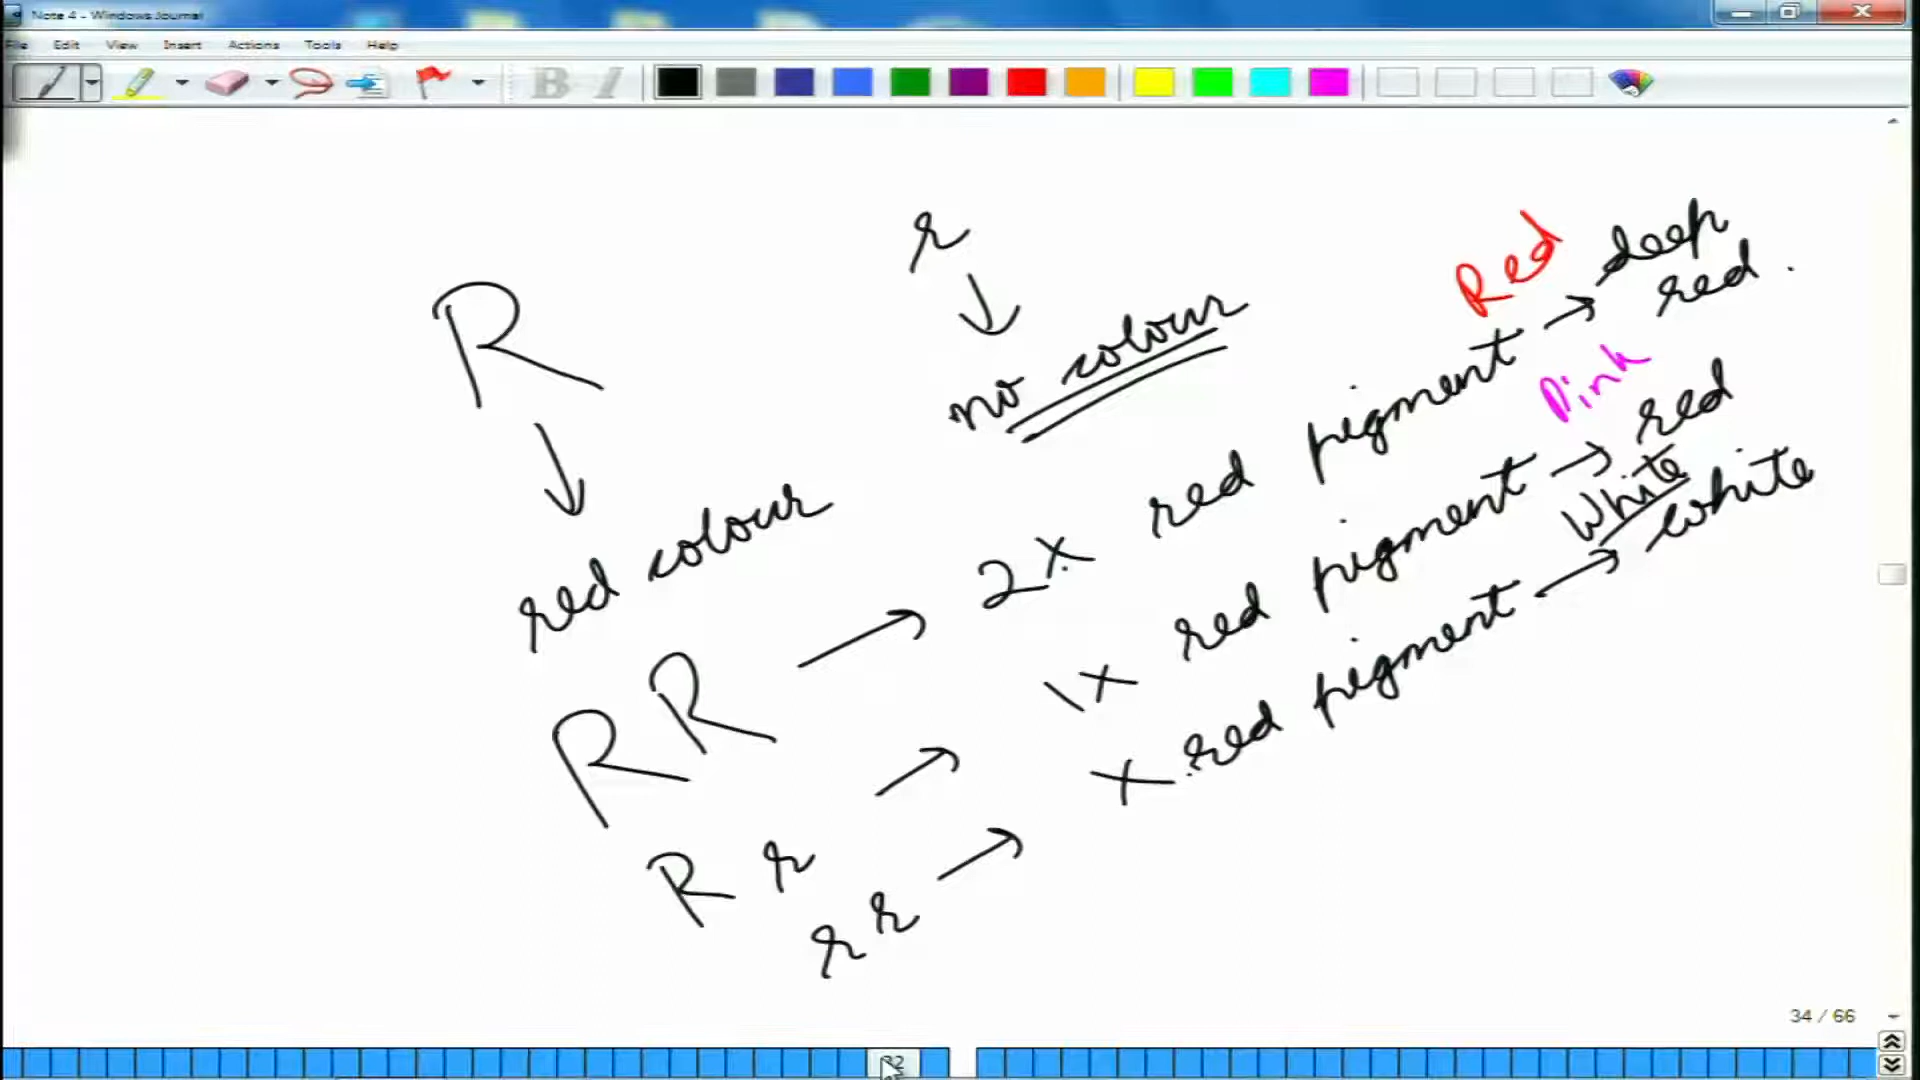 Note 4 - Windows Journal
File Edit View Insert Actions Tools Help
B I
R
r
↓
↓
no colour
red colour
RR → 2x red pigment → deep red.
Red
Rr → 1x red pigment → red
Pink
rr → x red pigment → white
White
34 / 66
32